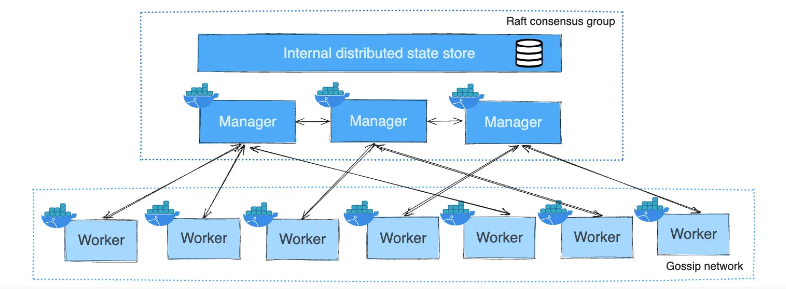 Raft consensus group
Internal distributed state store
Manager
Manager
Manager
Worker
Worker
Worker
Worker
Worker
Worker
Worker
Gossip network